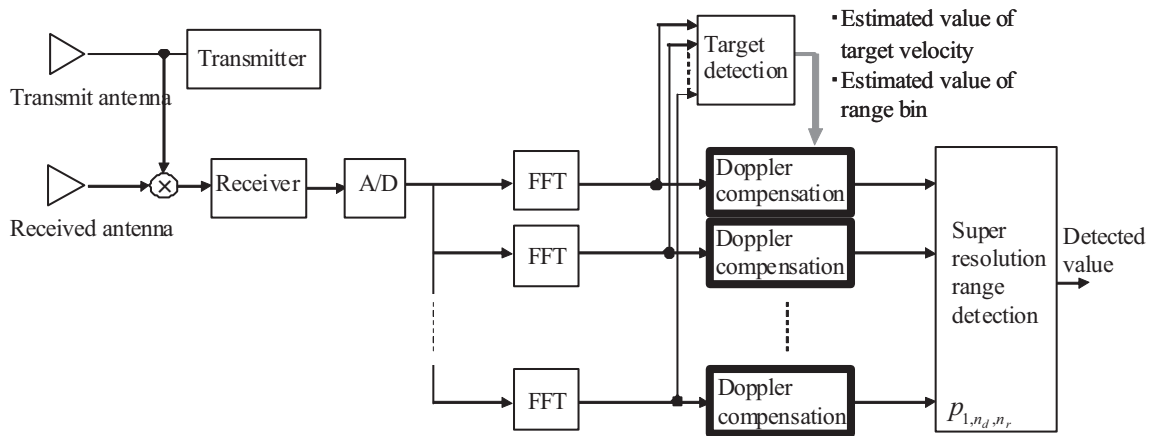 Transmit antenna
Transmitter
Target
detection
・Estimated value of
target velocity
・Estimated value of
range bin
Received antenna
×
Receiver
A/D
FFT
Doppler
compensation
FFT
Doppler
compensation
FFT
Doppler
compensation
Super
resolution
range
detection
p1,nd,nr
Detected
value